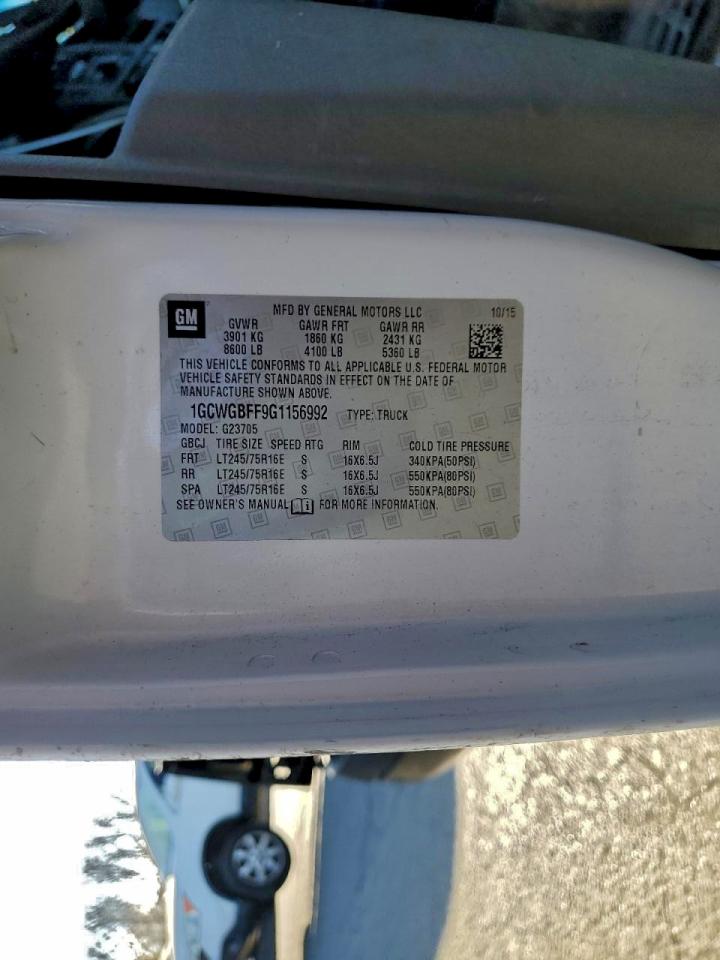 GM
MFD BY GENERAL MOTORS LLC 10/15
GVWR GAWR FRT GAWR RR
3901 KG 1860 KG 2431 KG
8600 LB 4100 LB 5360 LB
THIS VEHICLE CONFORMS TO ALL APPLICABLE U.S. FEDERAL MOTOR
VEHICLE SAFETY STANDARDS IN EFFECT ON THE DATE OF
MANUFACTURE SHOWN ABOVE.
1GCWGBFF9G1156992 TYPE: TRUCK
MODEL: G23705
GBCJ TIRE SIZE SPEED RTG RIM COLD TIRE PRESSURE
FRT LT245/75R16E S 16X6.5J 340KPA(50PSI)
RR LT245/75R16E S 16X6.5J 550KPA(80PSI)
SPA LT245/75R16E S 16X6.5J 550KPA(80PSI)
SEE OWNER'S MANUAL i FOR MORE INFORMATION.